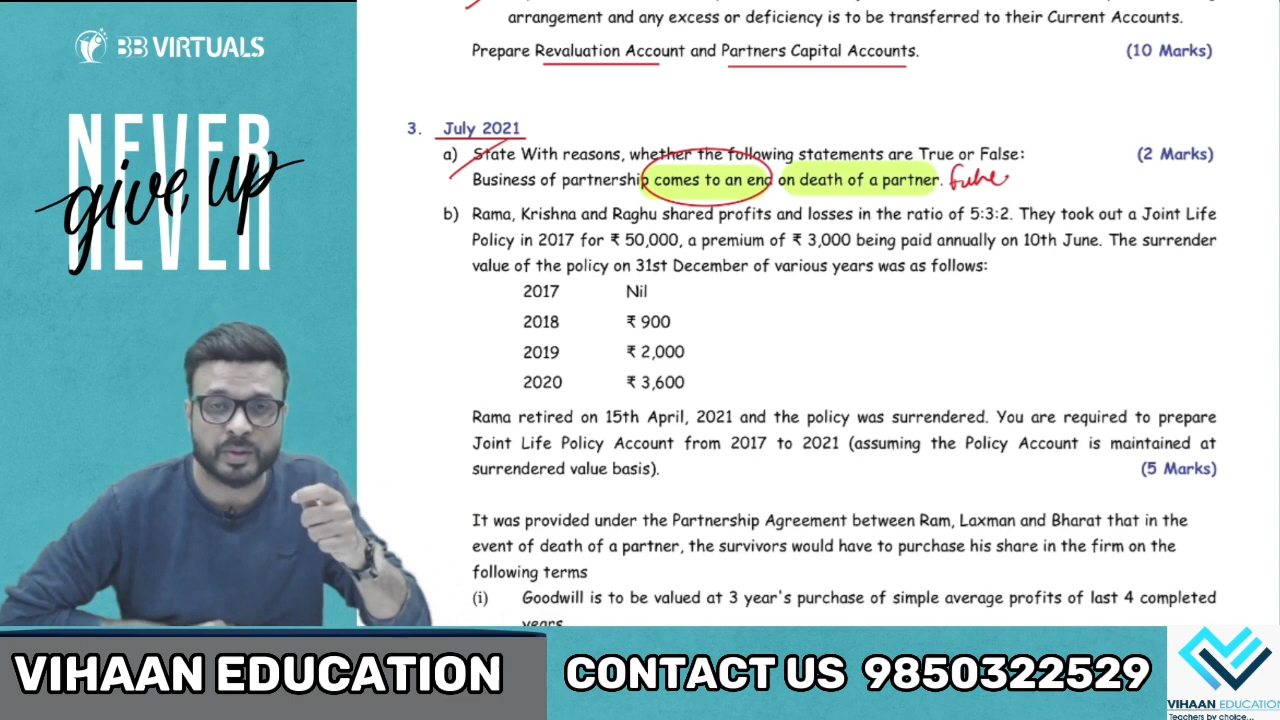 BB VIRTUALS
NEVER
give up
NEVER
arrangement and any excess or deficiency is to be transferred to their Current Accounts.
Prepare Revaluation Account and Partners Capital Accounts. (10 Marks)
3. July 2021
a) State With reasons, whether the following statements are True or False: (2 Marks)
Business of partnership comes to an end on death of a partner.
b) Rama, Krishna and Raghu shared profits and losses in the ratio of 5:3:2. They took out a Joint Life
Policy in 2017 for ₹ 50,000, a premium of ₹ 3,000 being paid annually on 10th June. The surrender
value of the policy on 31st December of various years was as follows:
2017 Nil
2018 ₹ 900
2019 ₹ 2,000
2020 ₹ 3,600
Rama retired on 15th April, 2021 and the policy was surrendered. You are required to prepare
Joint Life Policy Account from 2017 to 2021 (assuming the Policy Account is maintained at
surrendered value basis). (5 Marks)
It was provided under the Partnership Agreement between Ram, Laxman and Bharat that in the
event of death of a partner, the survivors would have to purchase his share in the firm on the
following terms
(i) Goodwill is to be valued at 3 year's purchase of simple average profits of last 4 completed
years
VIHAAN EDUCATION CONTACT US 9850322529
VIHAAN EDUCATION
Teachers by choice...